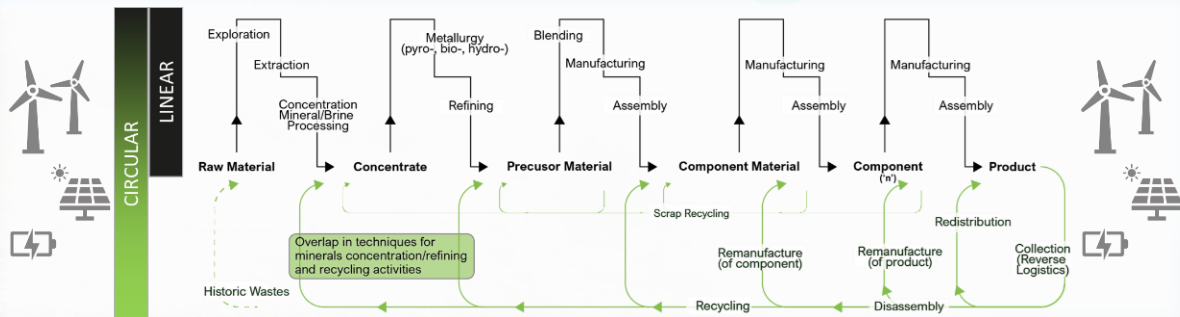 CIRCULAR
LINEAR
Exploration
Extraction
Concentration
Mineral/Brine
Processing
Metallurgy
(pyro-, bio-, hydro-)
Refining
Blending
Manufacturing
Assembly
Manufacturing
Assembly
Manufacturing
Assembly
Raw Material
Concentrate
Precusor Material
Component Material
Component
('n')
Product
Scrap Recycling
Redistribution
Overlap in techniques for
minerals concentration/refining
and recycling activities
Remanufacture
(of component)
Remanufacture
(of product)
Collection
(Reverse
Logistics)
Historic Wastes
Recycling
Disassembly